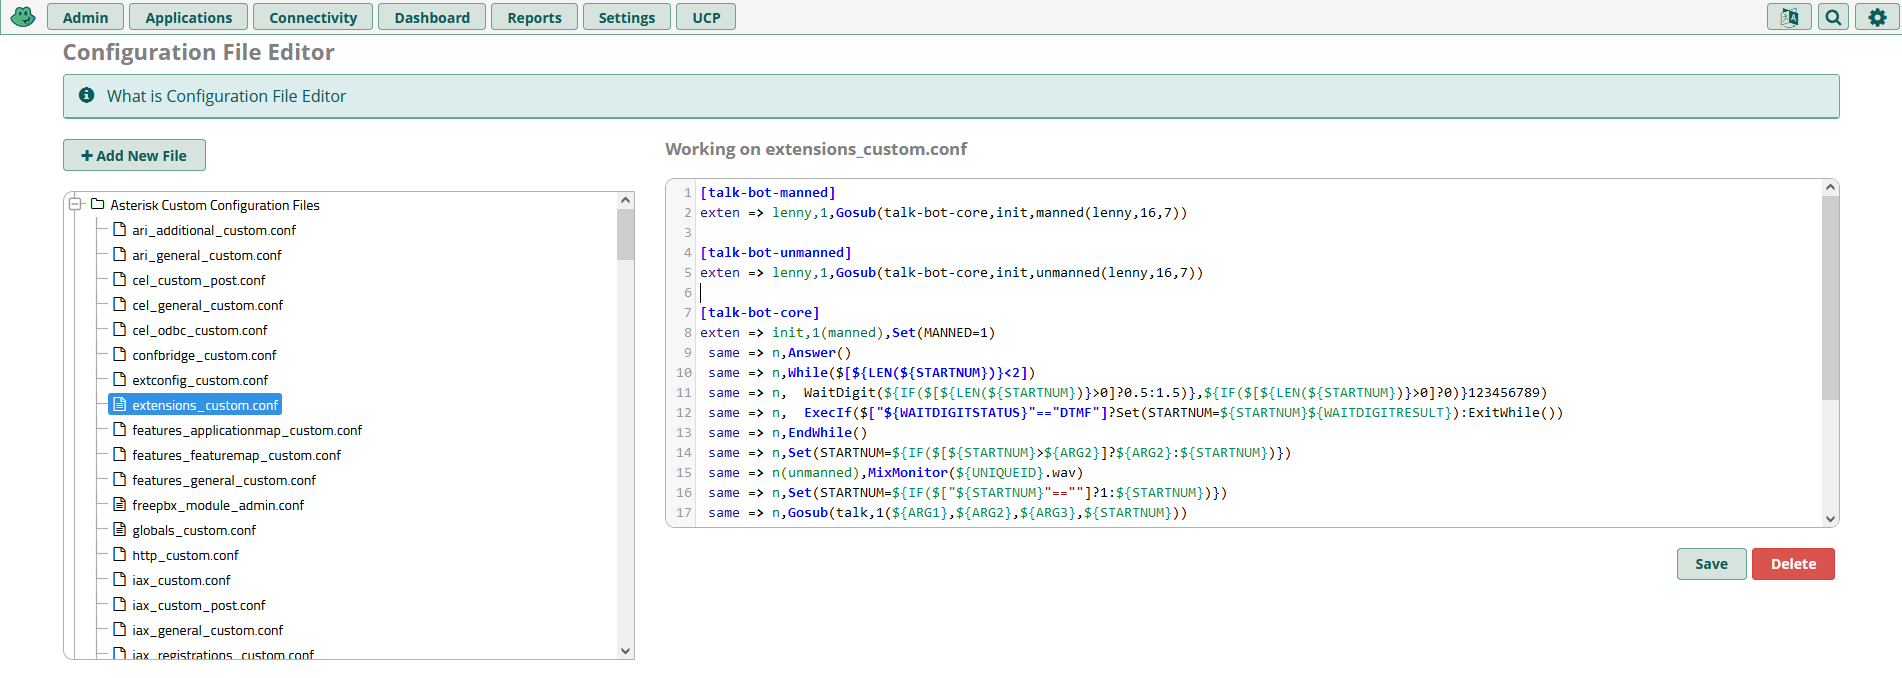 Admin Applications Connectivity Dashboard Reports Settings UCP
Configuration File Editor
What is Configuration File Editor
Add New File
Asterisk Custom Configuration Files
ari_additional_custom.conf
ari_general_custom.conf
cel_custom_post.conf
cel_general_custom.conf
cel_odbc_custom.conf
confbridge_custom.conf
extconfig_custom.conf
extensions_custom.conf
features_applicationmap_custom.conf
features_featuremap_custom.conf
features_general_custom.conf
freepbx_module_admin.conf
globals_custom.conf
http_custom.conf
iax_custom.conf
iax_custom_post.conf
iax_general_custom.conf
iax_registrations_custom.conf
Working on extensions_custom.conf
1 [talk-bot-manned]
2 exten => lenny,1,Gosub(talk-bot-core,init,manned(lenny,16,7))
3
4 [talk-bot-unmanned]
5 exten => lenny,1,Gosub(talk-bot-core,init,unmanned(lenny,16,7))
6
7 [talk-bot-core]
8 exten => init,1(manned),Set(MANNED=1)
9 same => n,Answer()
10 same => n,While($[${LEN(${STARTNUM})}<2])
11 same => n,  WaitDigit(${IF($[${LEN(${STARTNUM})}>0]?0.5:1.5)},${IF($[${LEN(${STARTNUM})}>0]?0)}123456789)
12 same => n,  ExecIf($["${WAITDIGITSTATUS}"=="DTMF"]?Set(STARTNUM=${STARTNUM}${WAITDIGITRESULT}):ExitWhile())
13 same => n,EndWhile()
14 same => n,Set(STARTNUM=${IF($[${STARTNUM}>${ARG2}]?${ARG2}:${STARTNUM})})
15 same => n(unmanned),MixMonitor(${UNIQUEID}.wav)
16 same => n,Set(STARTNUM=${IF($["${STARTNUM}"==""]?1:${STARTNUM})})
17 same => n,Gosub(talk,1(${ARG1},${ARG2},${ARG3},${STARTNUM}))
Save Delete